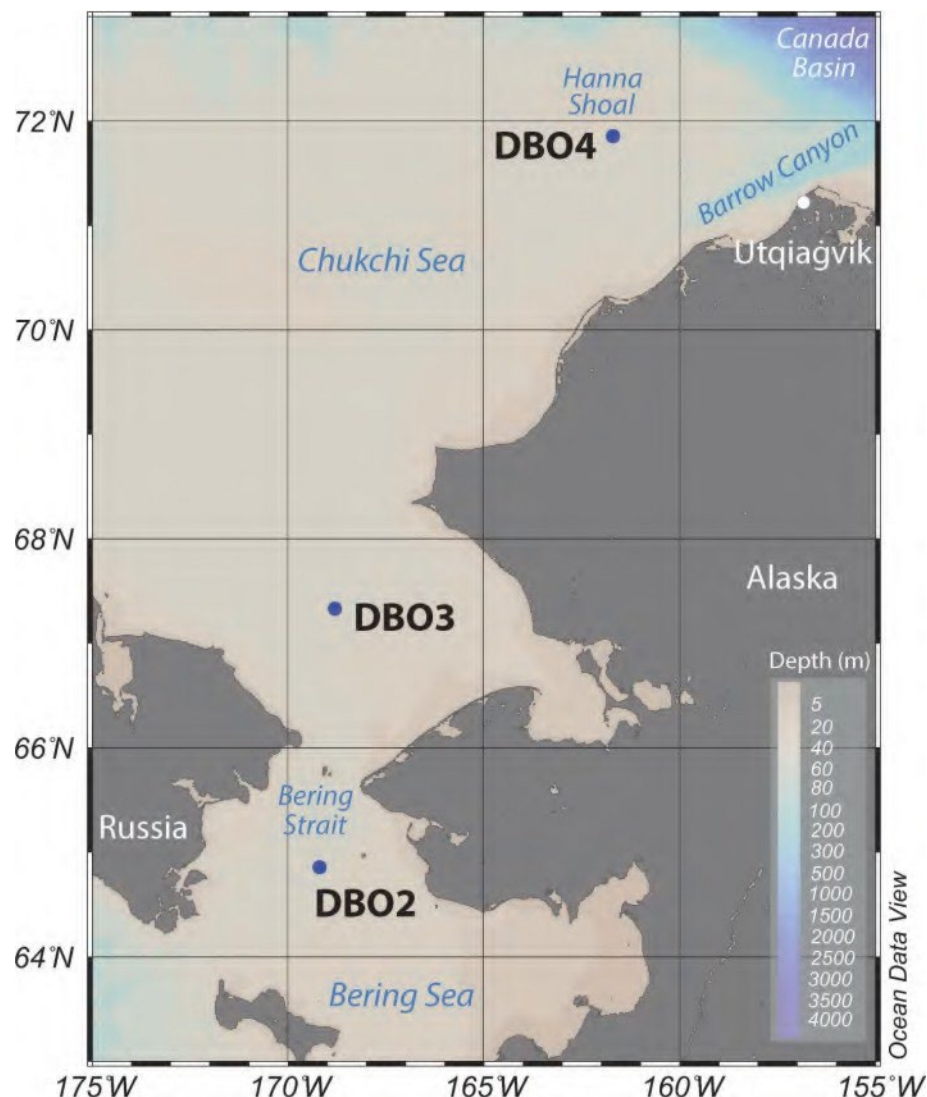 Canada
Basin
Hanna
Shoal
72°N
DBO4
Barrow Canyon
Utqiaġvik
Chukchi Sea
70°N
68°N
Alaska
DBO3
Depth (m)
5
20
40
60
80
100
200
300
500
1000
1500
2000
2500
3000
3500
4000
66°N
Bering
Strait
Russia
DBO2
64°N
Bering Sea
Ocean Data View
175°W
170°W
165°W
160°W
155°W